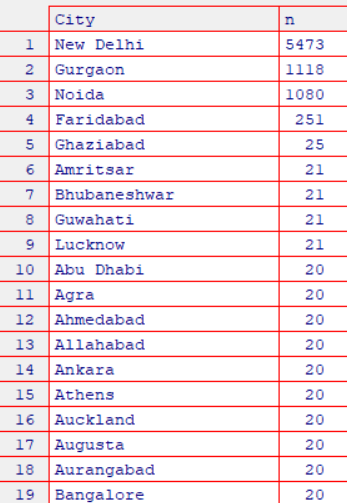 City n
1 New Delhi 5473
2 Gurgaon 1118
3 Noida 1080
4 Faridabad 251
5 Ghaziabad 25
6 Amritsar 21
7 Bhubaneshwar 21
8 Guwahati 21
9 Lucknow 21
10 Abu Dhabi 20
11 Agra 20
12 Ahmedabad 20
13 Allahabad 20
14 Ankara 20
15 Athens 20
16 Auckland 20
17 Augusta 20
18 Aurangabad 20
19 Bangalore 20